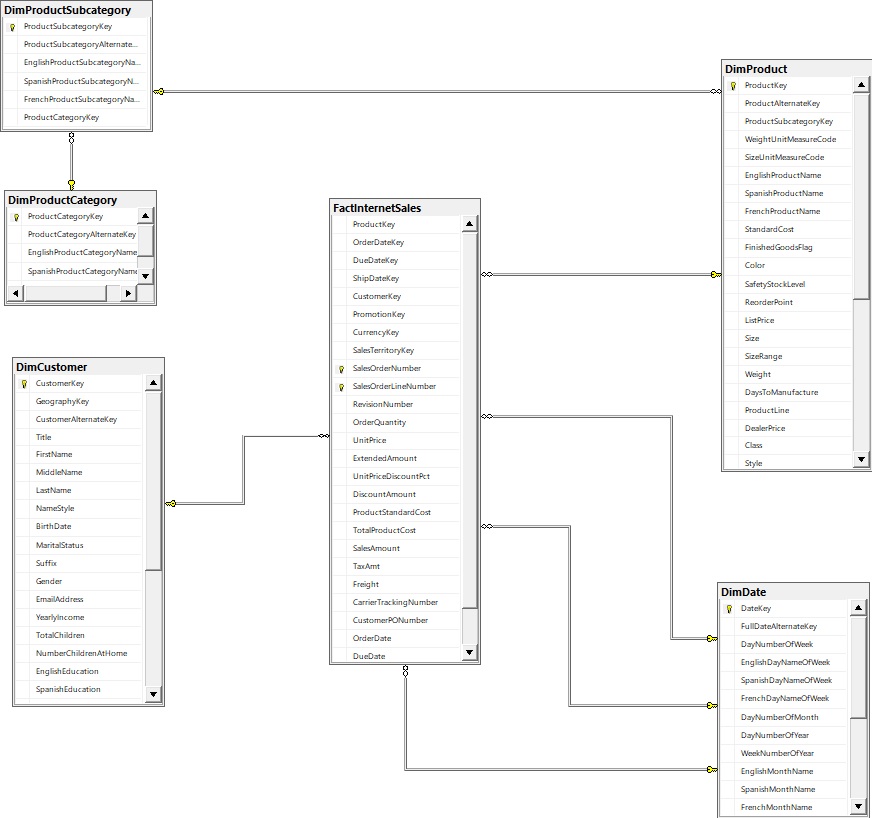 DimProductSubcategory
ProductSubcategoryKey
ProductSubcategoryAlternate...
EnglishProductSubcategoryNa...
SpanishProductSubcategoryN...
FrenchProductSubcategoryNa...
ProductCategoryKey
DimProductCategory
ProductCategoryKey
ProductCategoryAlternateKey
EnglishProductCategoryName
SpanishProductCategoryName
DimCustomer
CustomerKey
GeographyKey
CustomerAlternateKey
Title
FirstName
MiddleName
LastName
NameStyle
BirthDate
MaritalStatus
Suffix
Gender
EmailAddress
YearlyIncome
TotalChildren
NumberChildrenAtHome
EnglishEducation
SpanishEducation
FactInternetSales
ProductKey
OrderDateKey
DueDateKey
ShipDateKey
CustomerKey
PromotionKey
CurrencyKey
SalesTerritoryKey
SalesOrderNumber
SalesOrderLineNumber
RevisionNumber
OrderQuantity
UnitPrice
ExtendedAmount
UnitPriceDiscountPct
DiscountAmount
ProductStandardCost
TotalProductCost
SalesAmount
TaxAmt
Freight
CarrierTrackingNumber
CustomerPONumber
OrderDate
DueDate
DimProduct
ProductKey
ProductAlternateKey
ProductSubcategoryKey
WeightUnitMeasureCode
SizeUnitMeasureCode
EnglishProductName
SpanishProductName
FrenchProductName
StandardCost
FinishedGoodsFlag
Color
SafetyStockLevel
ReorderPoint
ListPrice
Size
SizeRange
Weight
DaysToManufacture
ProductLine
DealerPrice
Class
Style
DimDate
DateKey
FullDateAlternateKey
DayNumberOfWeek
EnglishDayNameOfWeek
SpanishDayNameOfWeek
FrenchDayNameOfWeek
DayNumberOfMonth
DayNumberOfYear
WeekNumberOfYear
EnglishMonthName
SpanishMonthName
FrenchMonthName